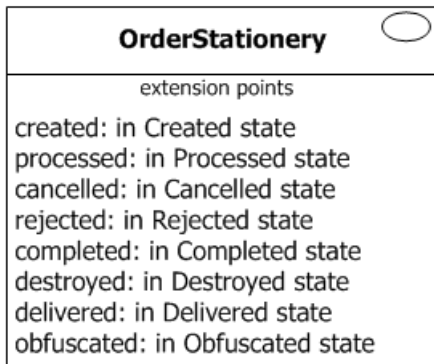 OrderStationery
extension points
created: in Created state
processed: in Processed state
cancelled: in Cancelled state
rejected: in Rejected state
completed: in Completed state
destroyed: in Destroyed state
delivered: in Delivered state
obfuscated: in Obfuscated state